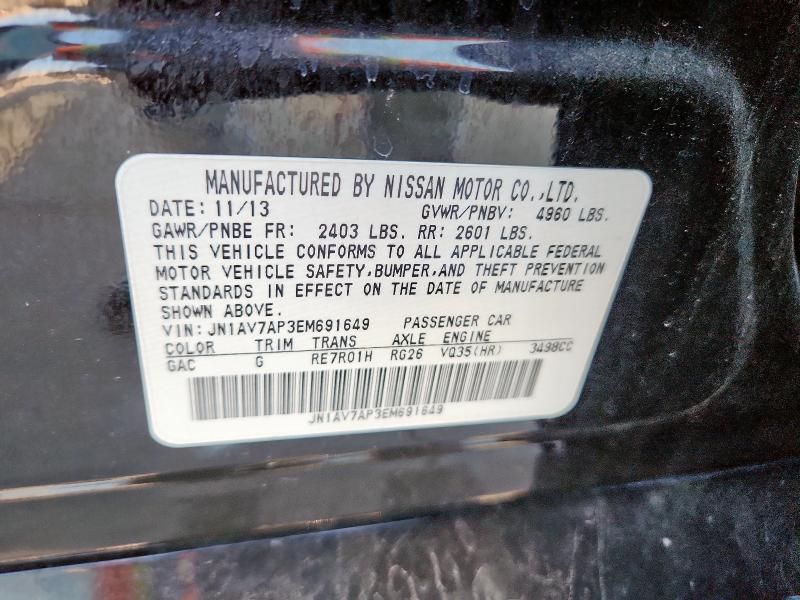 MANUFACTURED BY NISSAN MOTOR CO.,LTD.
DATE: 11/13 GVWR/PNBV: 4960 LBS.
GAWR/PNBE FR: 2403 LBS. RR: 2601 LBS.
THIS VEHICLE CONFORMS TO ALL APPLICABLE FEDERAL
MOTOR VEHICLE SAFETY,BUMPER,AND THEFT PREVENTION
STANDARDS IN EFFECT ON THE DATE OF MANUFACTURE
SHOWN ABOVE.
VIN: JN1AV7AP3EM691649 PASSENGER CAR
COLOR TRIM TRANS AXLE ENGINE
GAC G RE7R01H RG26 VQ35(HR) 3498CC
JN1AV7AP3EM691649